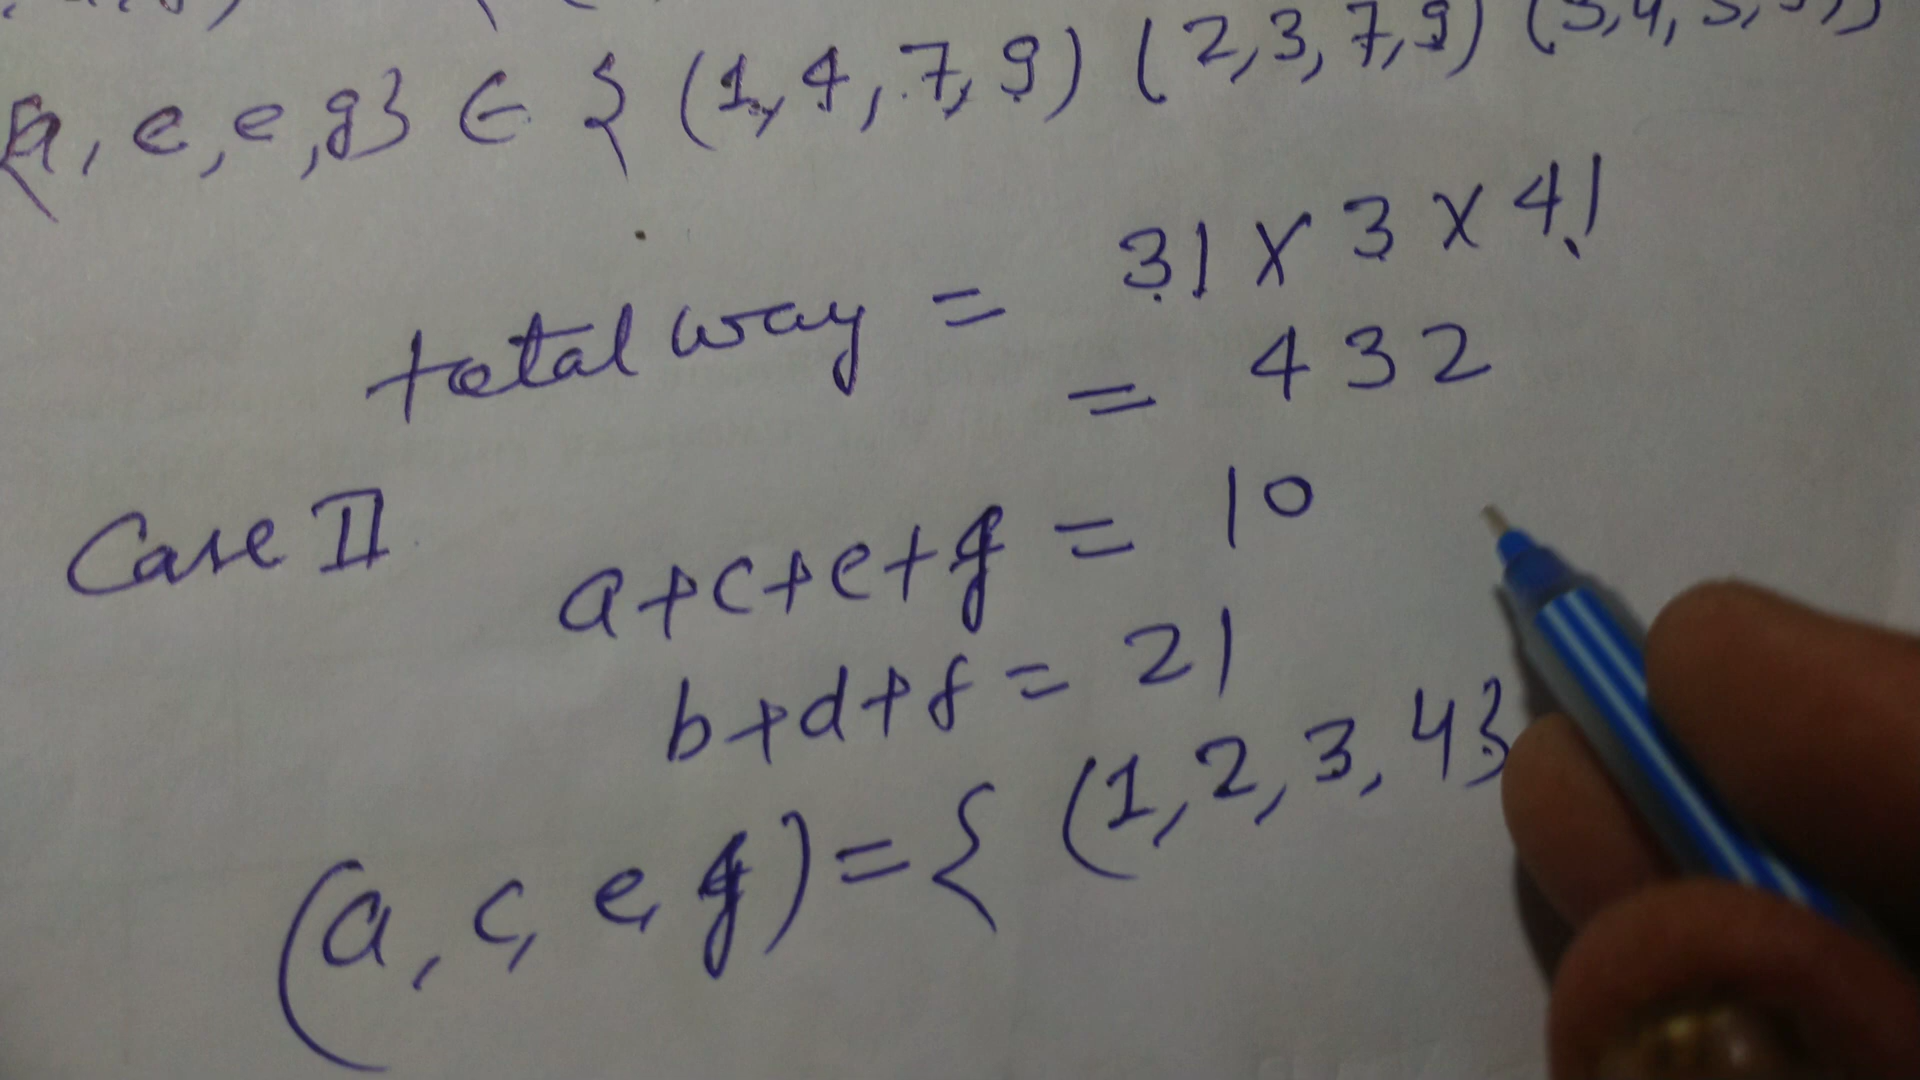 {a, c, e, g} ∈ { (1, 4, 7, 9) (2, 3, 7, 9)
total way = 3! x 3 x 4!
= 432
Case II
a+c+e+g = 10
b+d+f = 21
(a, c, e, g) = { (1, 2, 3, 4}